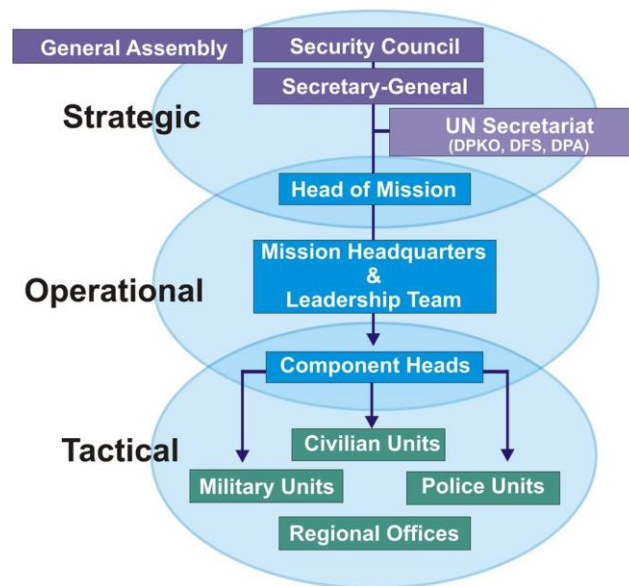 General Assembly
Security Council
Secretary-General
Strategic
UN Secretariat
(DPKO, DFS, DPA)
Head of Mission
Mission Headquarters
&
Leadership Team
Operational
Component Heads
Tactical
Civilian Units
Military Units
Police Units
Regional Offices